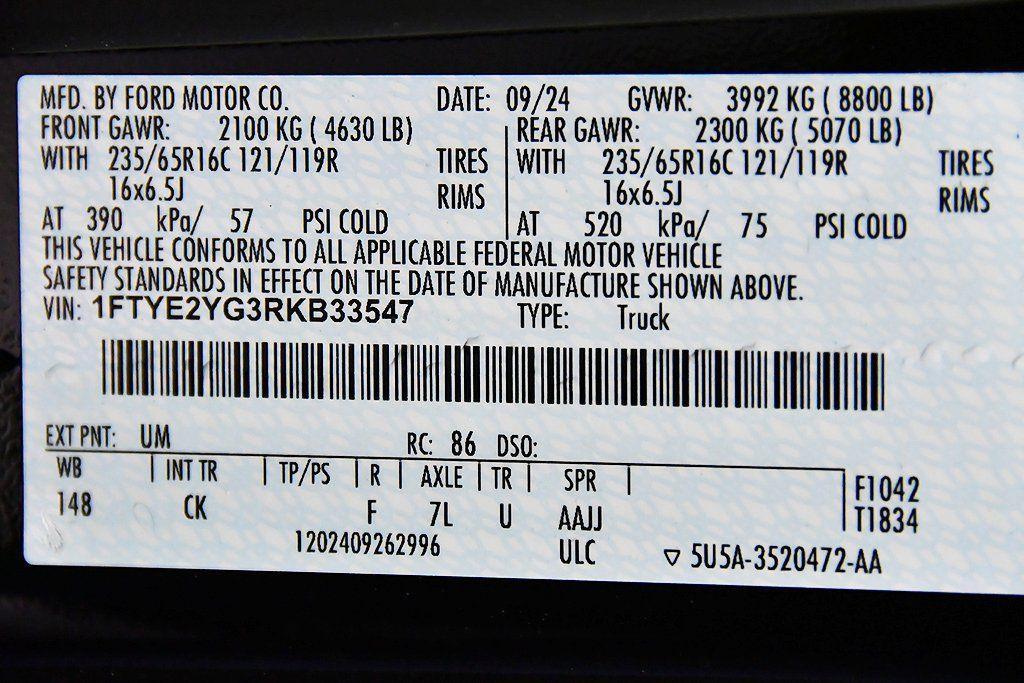 MFD. BY FORD MOTOR CO. DATE: 09/24 GVWR: 3992 KG ( 8800 LB)
FRONT GAWR: 2100 KG ( 4630 LB) REAR GAWR: 2300 KG ( 5070 LB)
WITH 235/65R16C 121/119R TIRES WITH 235/65R16C 121/119R TIRES
16x6.5J RIMS 16x6.5J RIMS
AT 390 kPa/ 57 PSI COLD AT 520 kPa/ 75 PSI COLD
THIS VEHICLE CONFORMS TO ALL APPLICABLE FEDERAL MOTOR VEHICLE
SAFETY STANDARDS IN EFFECT ON THE DATE OF MANUFACTURE SHOWN ABOVE.
VIN: 1FTYE2YG3RKB33547 TYPE: Truck
EXT PNT: UM RC: 86 DSO:
WB INT TR TP/PS R AXLE TR SPR F1042
148 CK F 7L U AAJJ T1834
1202409262996 ULC ▽ 5U5A-3520472-AA